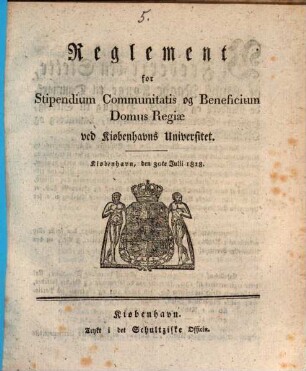 5.
Reglement
for
Stipendium Communitatis og Beneficium
Domus Regiæ
ved Kiøbenhavns Universitet.
Kiøbenhavn, den 30te Julii 1818.
Kiøbenhavn.
Trykt i det Schultziske Officin.